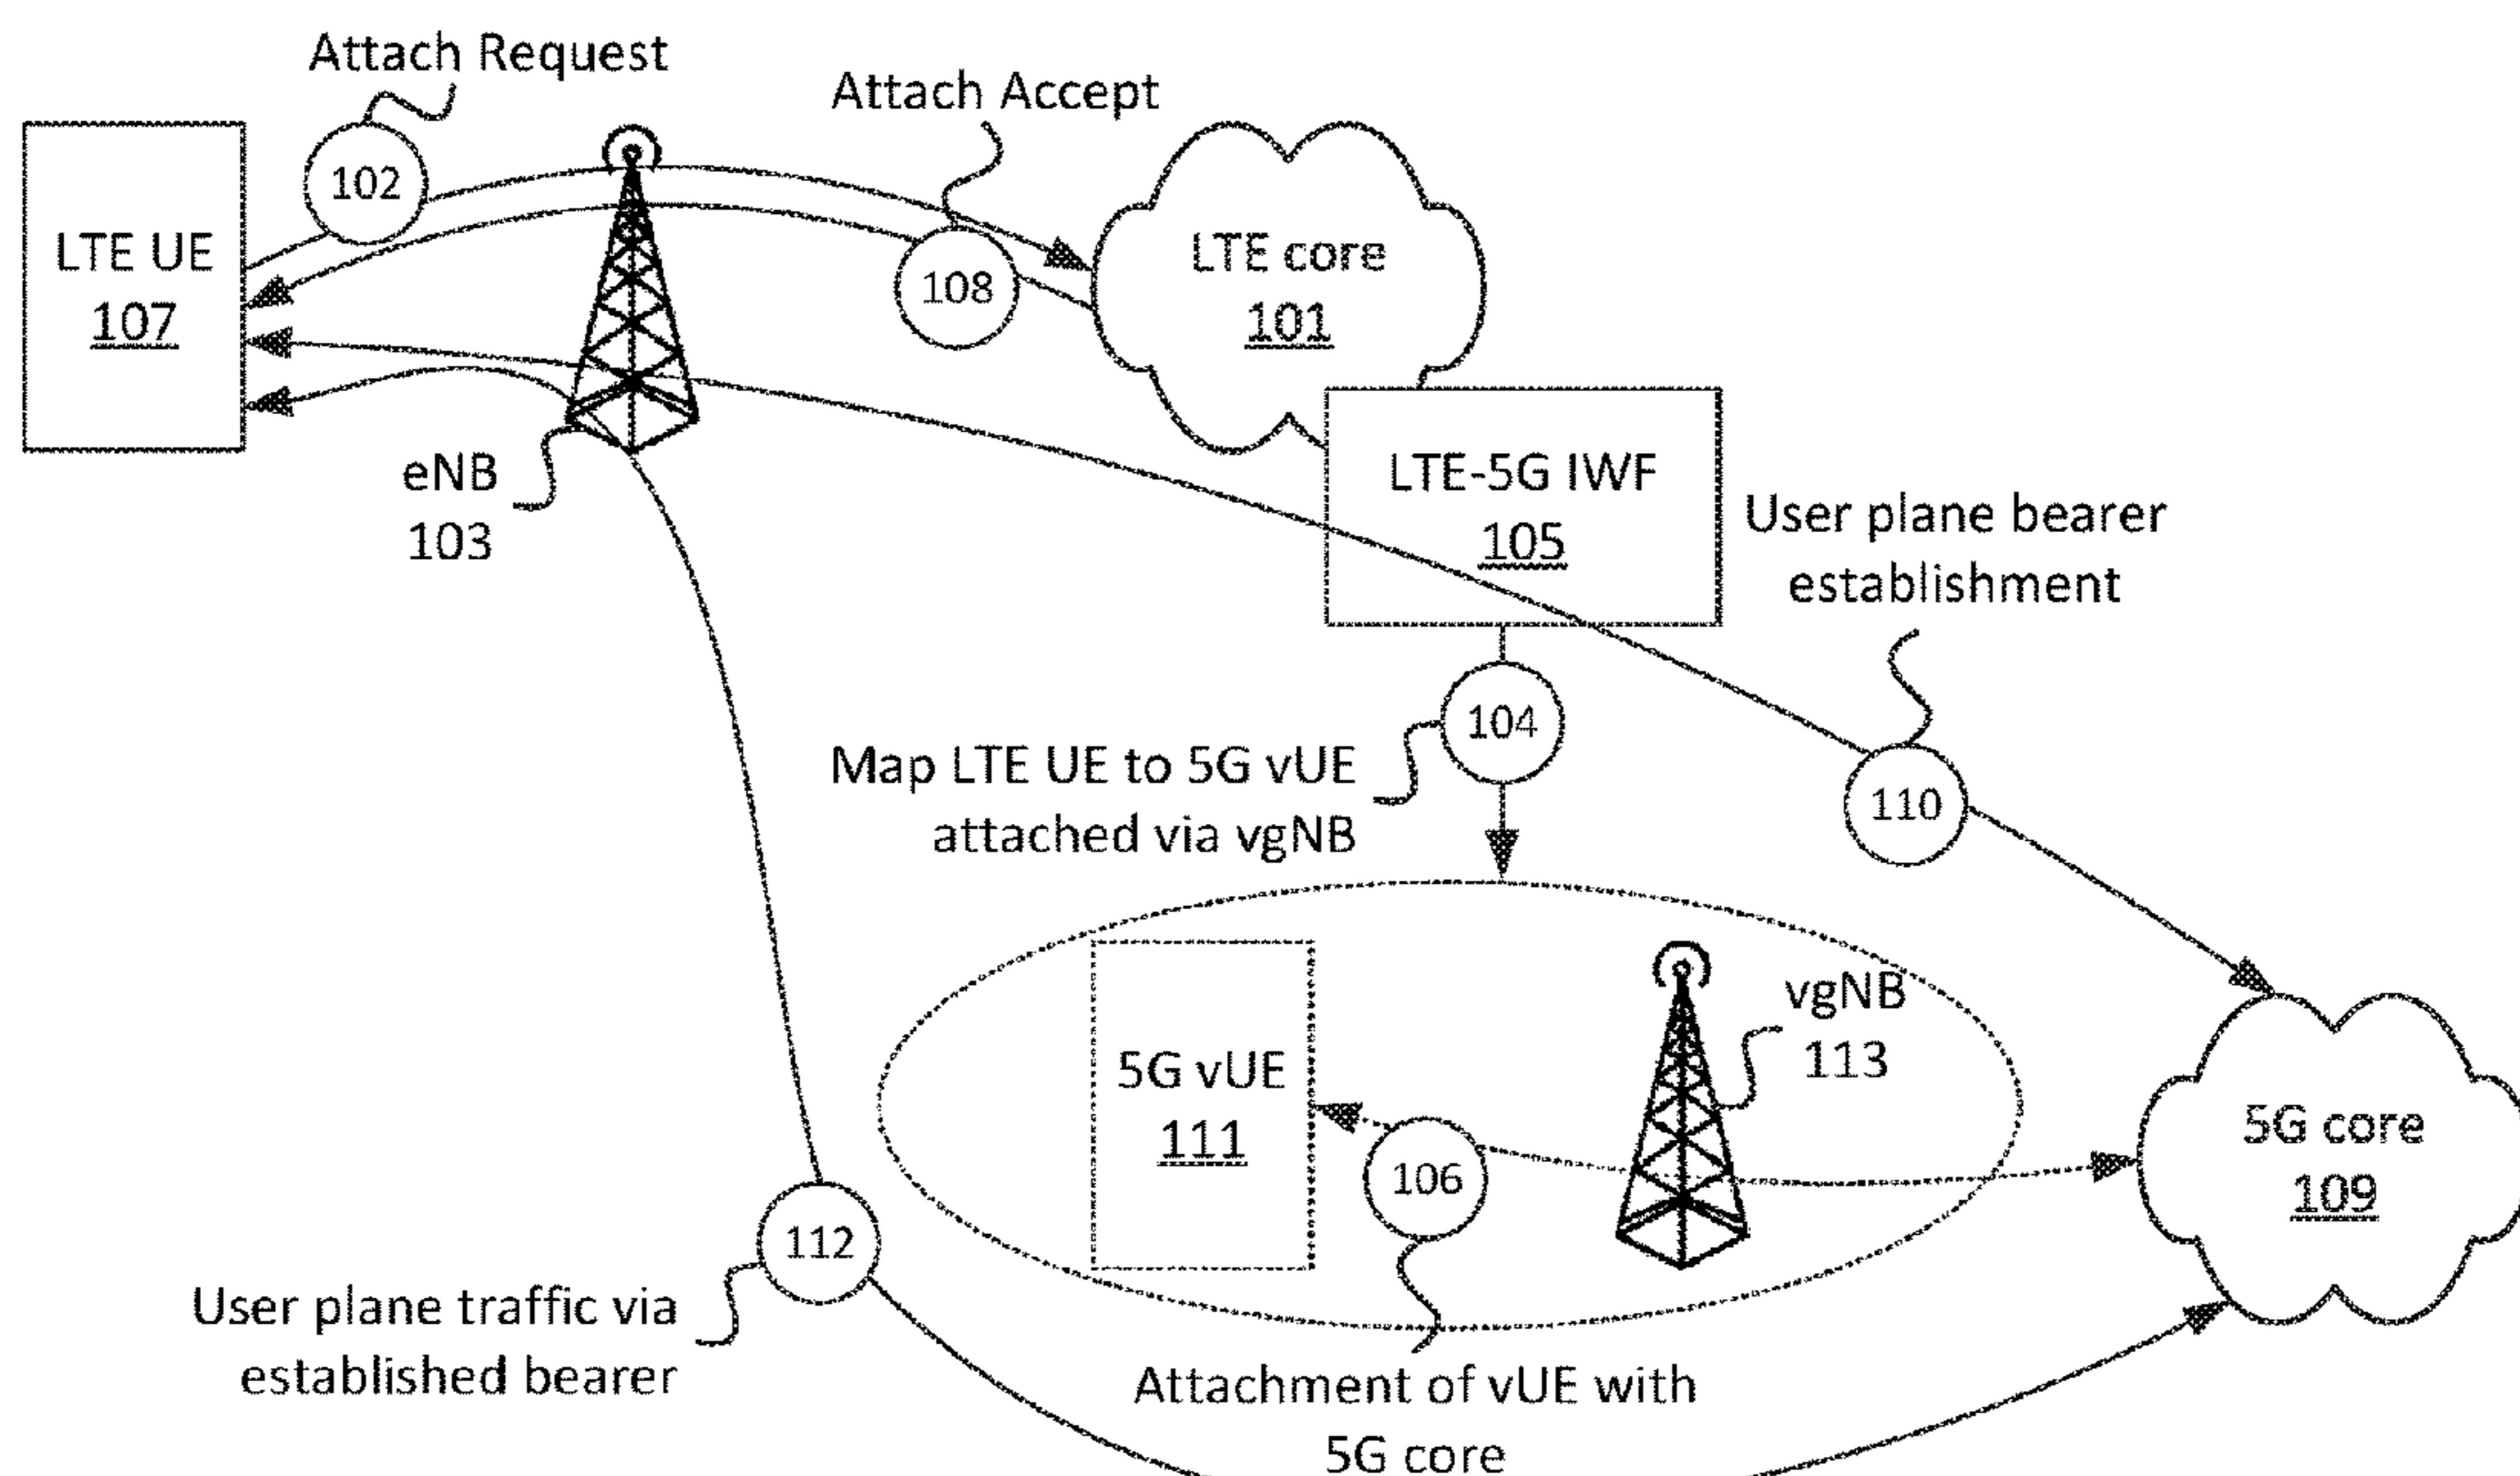 Attach Request
Attach Accept
102
LTE UE
107
108
LTE core
101
eNB
103
LTE-5G IWF
105
User plane bearer
establishment
104
Map LTE UE to 5G vUE
attached via vgNB
110
vgNB
113
5G vUE
111
106
5G core
109
112
User plane traffic via
established bearer
Attachment of vUE with
5G core